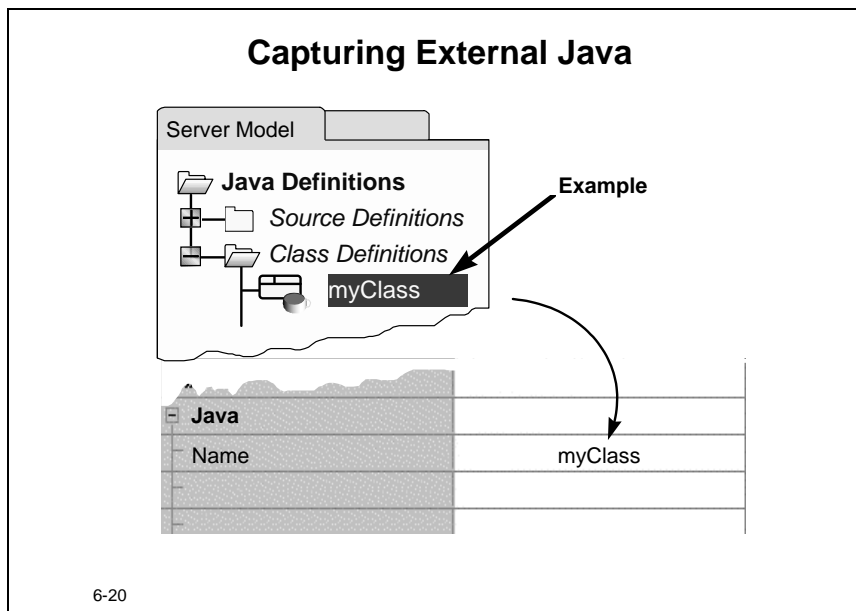 Capturing External Java
Server Model
Java Definitions
Example
Source Definitions
Class Definitions
myClass
Java
Name myClass
6-20